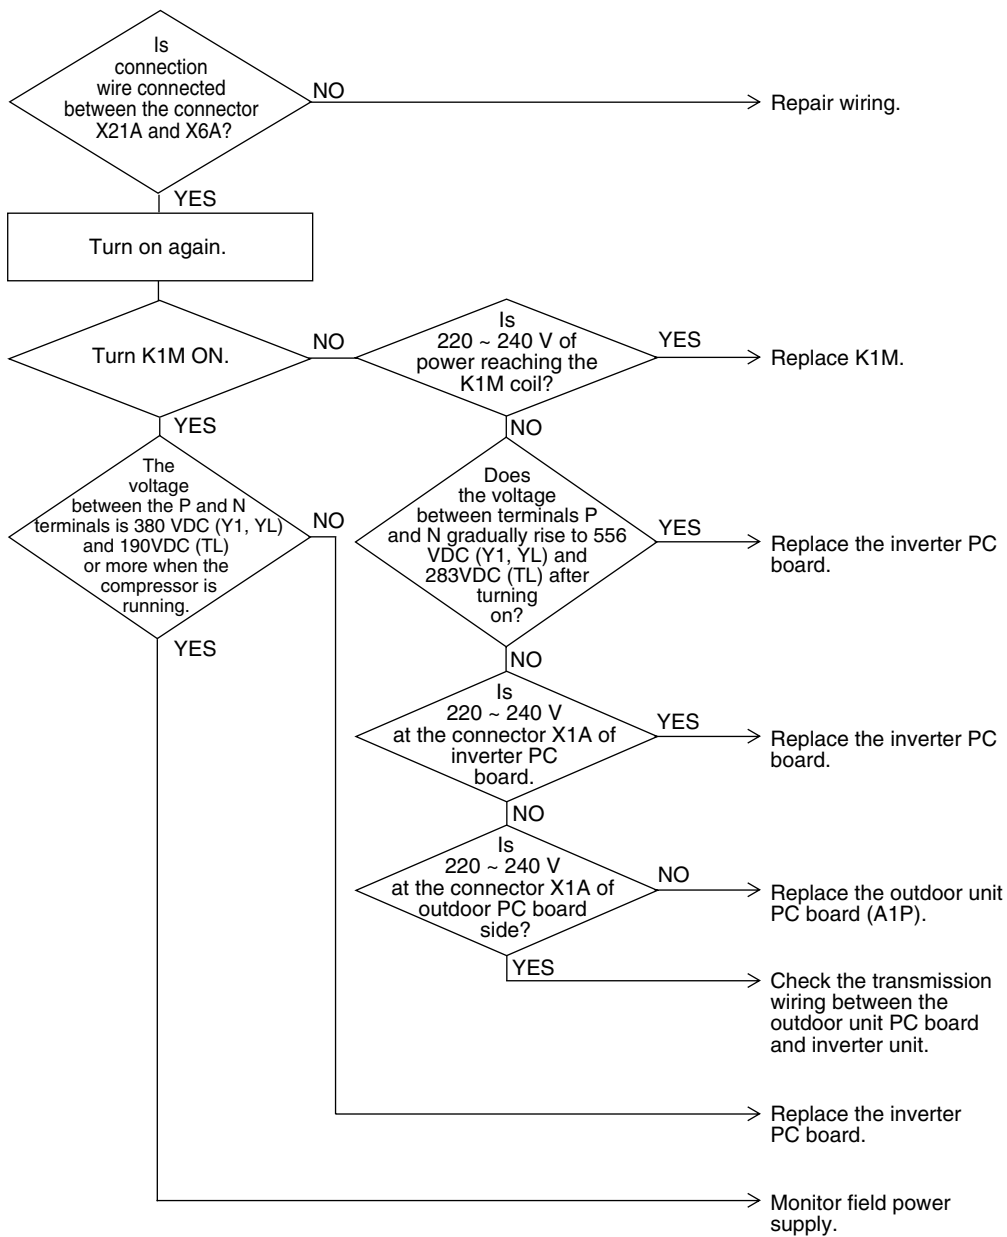 Is
connection
wire connected
between the connector
X21A and X6A?
NO
Repair wiring.
YES
Turn on again.
Turn K1M ON.
NO
Is
220 ~ 240 V of
power reaching the
K1M coil?
YES
Replace K1M.
YES
NO
The
voltage
between the P and N
terminals is 380 VDC (Y1, YL)
and 190VDC (TL)
or more when the
compressor is
running.
NO
Does
the voltage
between terminals P
and N gradually rise to 556
VDC (Y1, YL) and
283VDC (TL) after
turning
on?
YES
Replace the inverter PC
board.
YES
NO
Is
220 ~ 240 V
at the connector X1A of
inverter PC
board.
YES
Replace the inverter PC
board.
NO
Is
220 ~ 240 V
at the connector X1A of
outdoor PC board
side?
NO
Replace the outdoor unit
PC board (A1P).
YES
Check the transmission
wiring between the
outdoor unit PC board
and inverter unit.
Replace the inverter
PC board.
Monitor field power
supply.